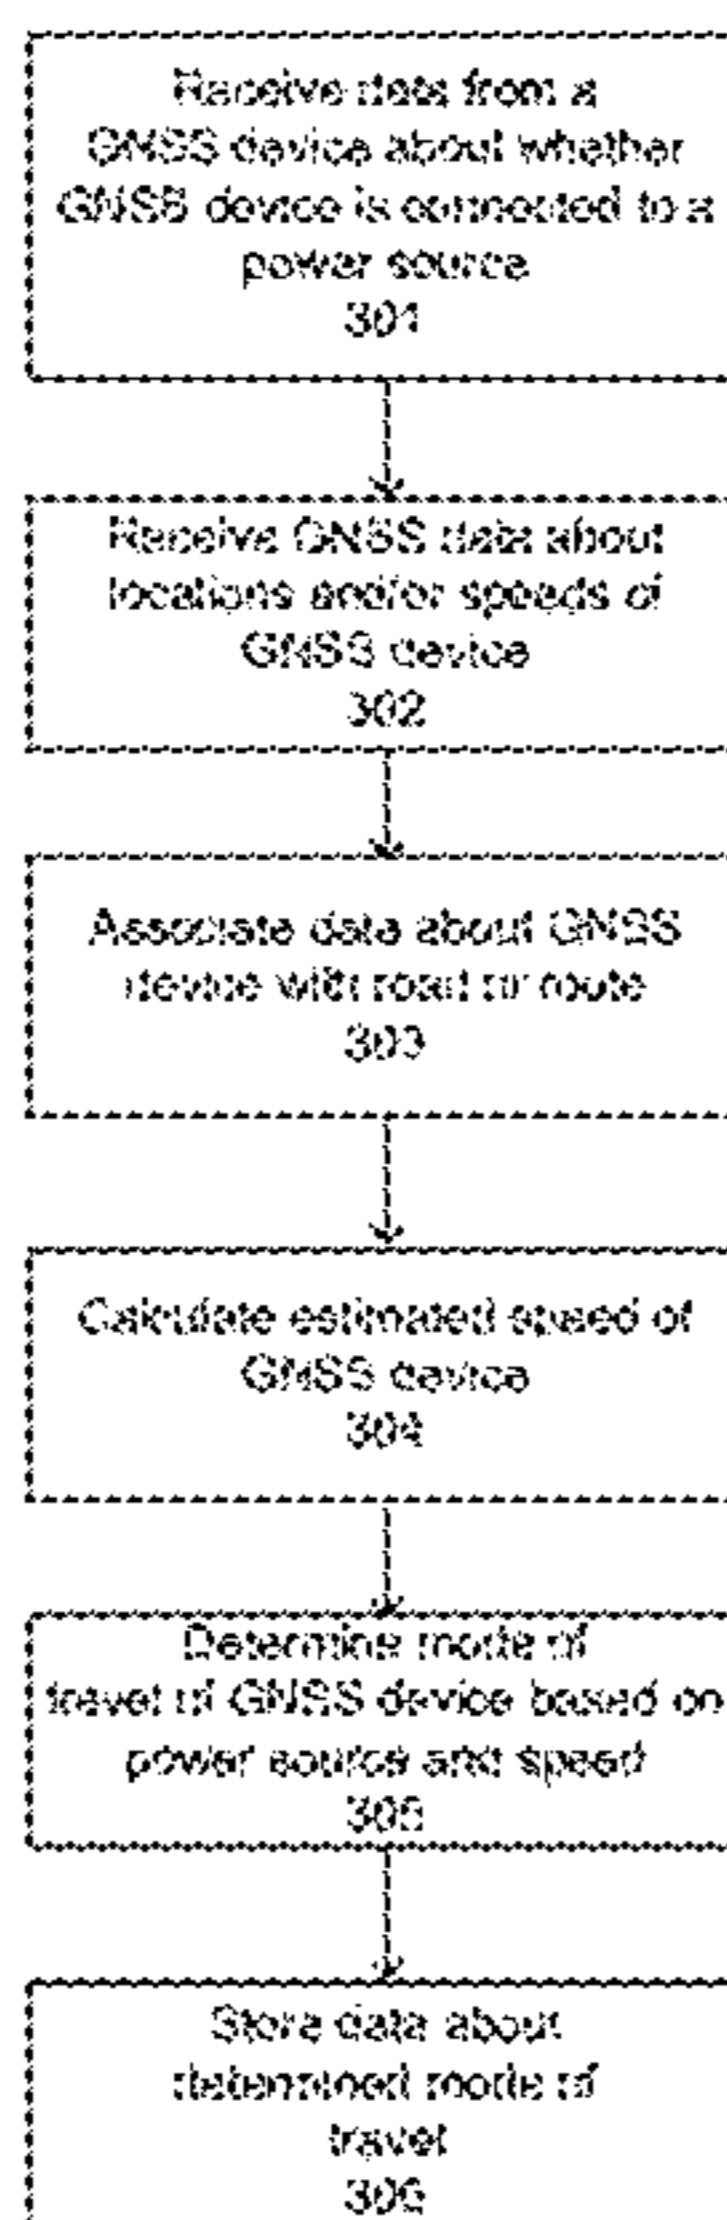 Receive data from a
GNSS device about whether
GNSS device is connected to a
power source
301
Receive GNSS data about
locations and/or speeds of
GNSS device
302
Associate data about GNSS
device with road or route
303
Calculate estimated speed of
GNSS device
304
Determine mode of
travel of GNSS device based on
power source and speed
305
Store data about
determined mode of
travel
306